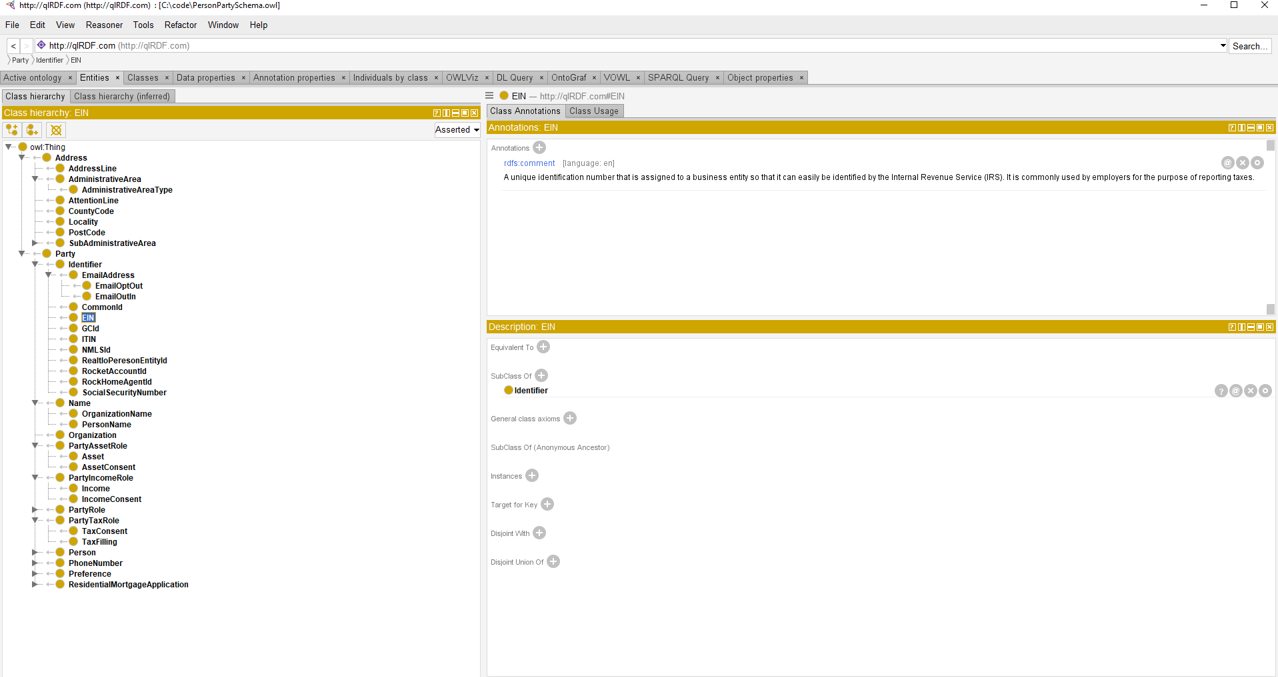 http://qlRDF.com (http://qlRDF.com) : [C:\code\PersonPartySchema.owl]
File Edit View Reasoner Tools Refactor Window Help
< > http://qlRDF.com (http://qlRDF.com) Search...
Party Identifier EIN
Active ontology × Entities × Classes × Data properties × Annotation properties × Individuals by class × OWLViz × DL Query × OntoGraf × VOWL × SPARQL Query × Object properties ×
Class hierarchy Class hierarchy (inferred)
Class hierarchy: EIN
Asserted
owl:Thing
Address
AddressLine
AdministrativeArea
AdministrativeAreaType
AttentionLine
CountyCode
Locality
PostCode
SubAdministrativeArea
Party
Identifier
EmailAddress
EmailOptOut
EmailOutIn
CommonId
EIN
GCId
ITIN
NMLSId
RealtloPeresonEntityId
RocketAccountId
RockHomeAgentId
SocialSecurityNumber
Name
OrganizationName
PersonName
Organization
PartyAssetRole
Asset
AssetConsent
PartyIncomeRole
Income
IncomeConsent
PartyRole
PartyTaxRole
TaxConsent
TaxFilling
Person
PhoneNumber
Preference
ResidentialMortgageApplication
EIN — http://qlRDF.com#EIN
Class Annotations Class Usage
Annotations: EIN
Annotations
rdfs:comment [language: en]
A unique identification number that is assigned to a business entity so that it can easily be identified by the Internal Revenue Service (IRS). It is commonly used by employers for the purpose of reporting taxes.
Description: EIN
Equivalent To
SubClass Of
Identifier
General class axioms
SubClass Of (Anonymous Ancestor)
Instances
Target for Key
Disjoint With
Disjoint Union Of